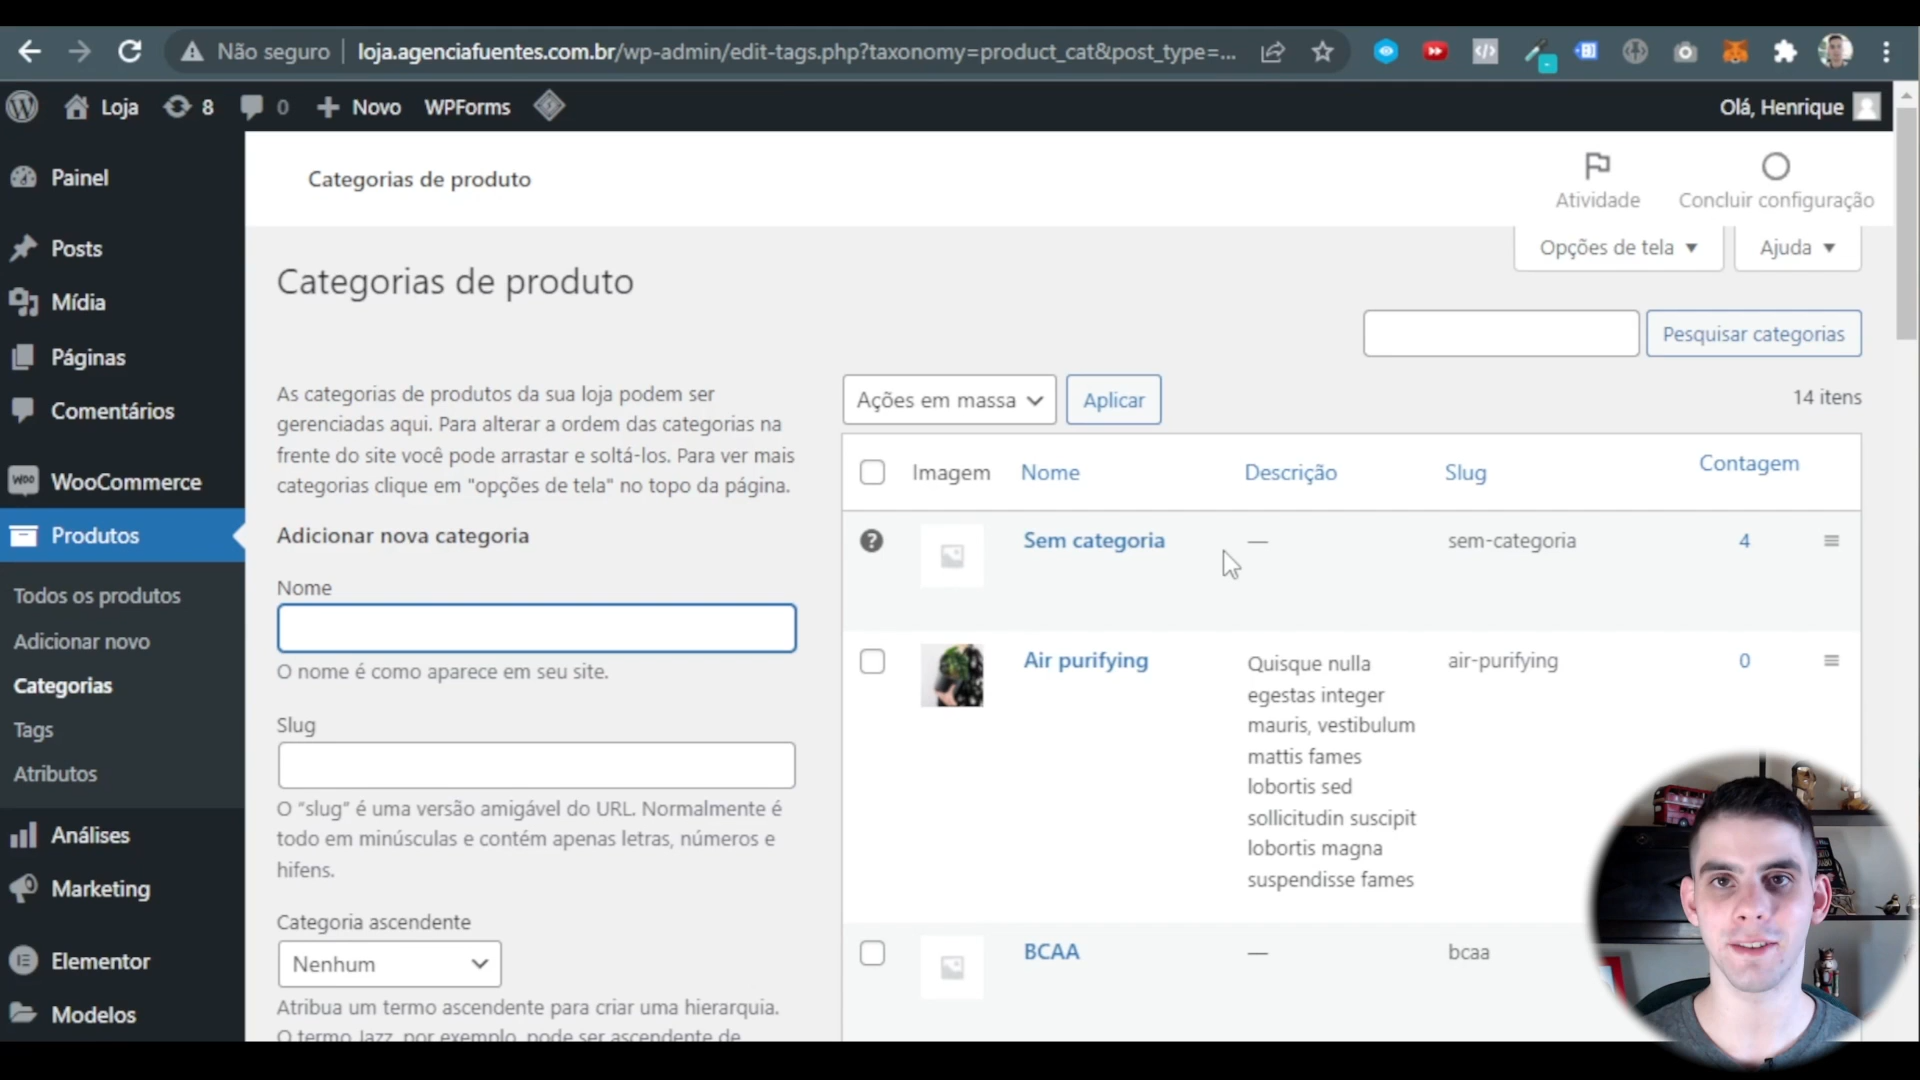 Não seguro
loja.agenciafuentes.com.br/wp-admin/edit-tags.php?taxonomy=product_cat&post_type=...
Loja
8
0
Novo
WPForms
Olá, Henrique
Painel
Posts
Mídia
Páginas
Comentários
WooCommerce
Produtos
Todos os produtos
Adicionar novo
Categorias
Tags
Atributos
Análises
Marketing
Elementor
Modelos
Categorias de produto
Atividade
Concluir configuração
Opções de tela
Ajuda
Categorias de produto
Pesquisar categorias
As categorias de produtos da sua loja podem ser
gerenciadas aqui. Para alterar a ordem das categorias na
frente do site você pode arrastar e soltá-los. Para ver mais
categorias clique em "opções de tela" no topo da página.
Adicionar nova categoria
Nome
O nome é como aparece em seu site.
Slug
O “slug” é uma versão amigável do URL. Normalmente é
todo em minúsculas e contém apenas letras, números e
hifens.
Categoria ascendente
Nenhum
Atribua um termo ascendente para criar uma hierarquia.
O termo Jazz, por exemplo, pode ser ascendente de
Ações em massa
Aplicar
14 itens
Imagem Nome Descrição Slug Contagem
Sem categoria — sem-categoria 4
Air purifying Quisque nulla air-purifying 0
egestas integer
mauris, vestibulum
mattis fames
lobortis sed
sollicitudin suscipit
lobortis magna
suspendisse fames
BCAA — bcaa